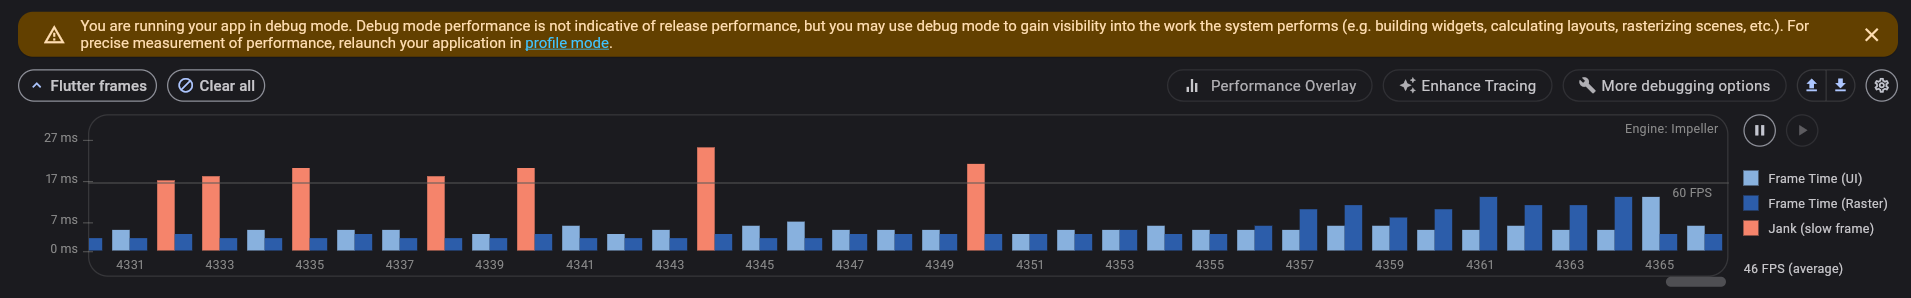 You are running your app in debug mode. Debug mode performance is not indicative of release performance, but you may use debug mode to gain visibility into the work the system performs (e.g. building widgets, calculating layouts, rasterizing scenes, etc.). For
precise measurement of performance, relaunch your application in profile mode.
Flutter frames
Clear all
Performance Overlay
Enhance Tracing
More debugging options
27 ms
17 ms
7 ms
0 ms
Engine: Impeller
60 FPS
4331
4333
4335
4337
4339
4341
4343
4345
4347
4349
4351
4353
4355
4357
4359
4361
4363
4365
Frame Time (UI)
Frame Time (Raster)
Jank (slow frame)
46 FPS (average)